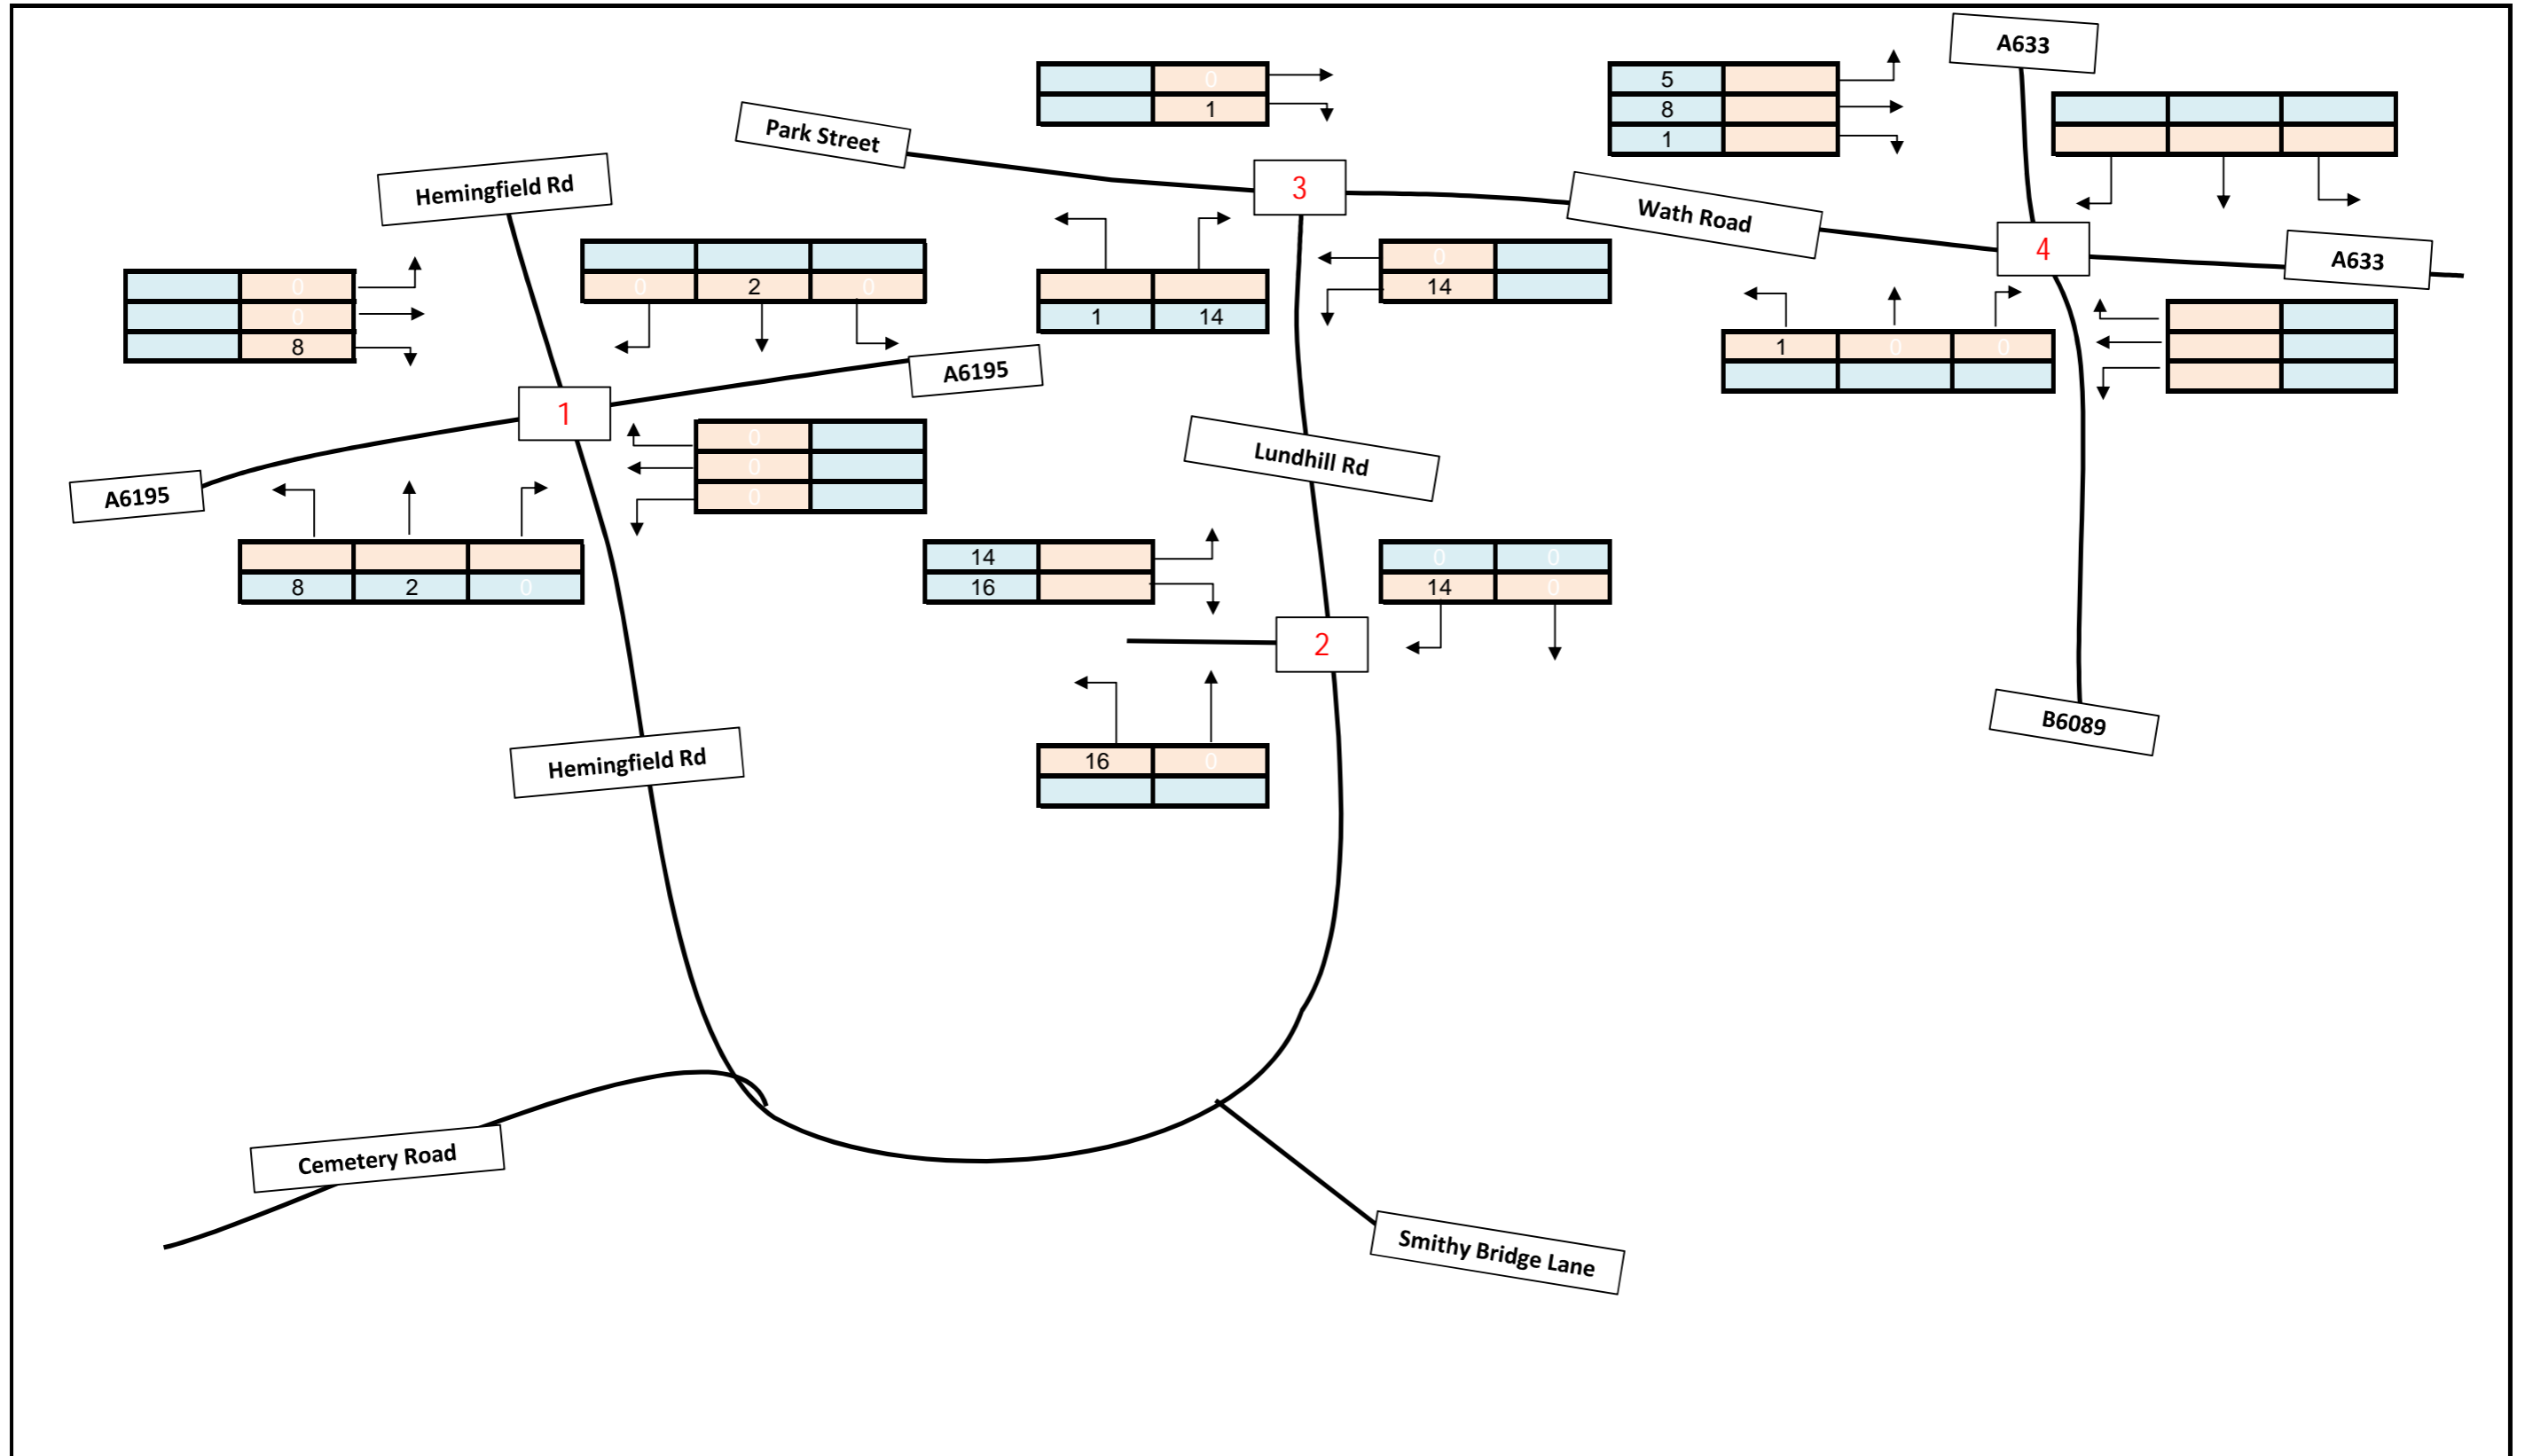 A633
0
1
5
8
1
Park Street
Hemingfield Rd
3
Wath Road
4
A633
0
0
8
0 2 0
1 14
0
14
1 0 0
A6195
1
A6195
0
0
0
Lundhill Rd
8 2 0
14
16
0 0
14 0
2
16 0
B6089
Hemingfield Rd
Cemetery Road
Smithy Bridge Lane